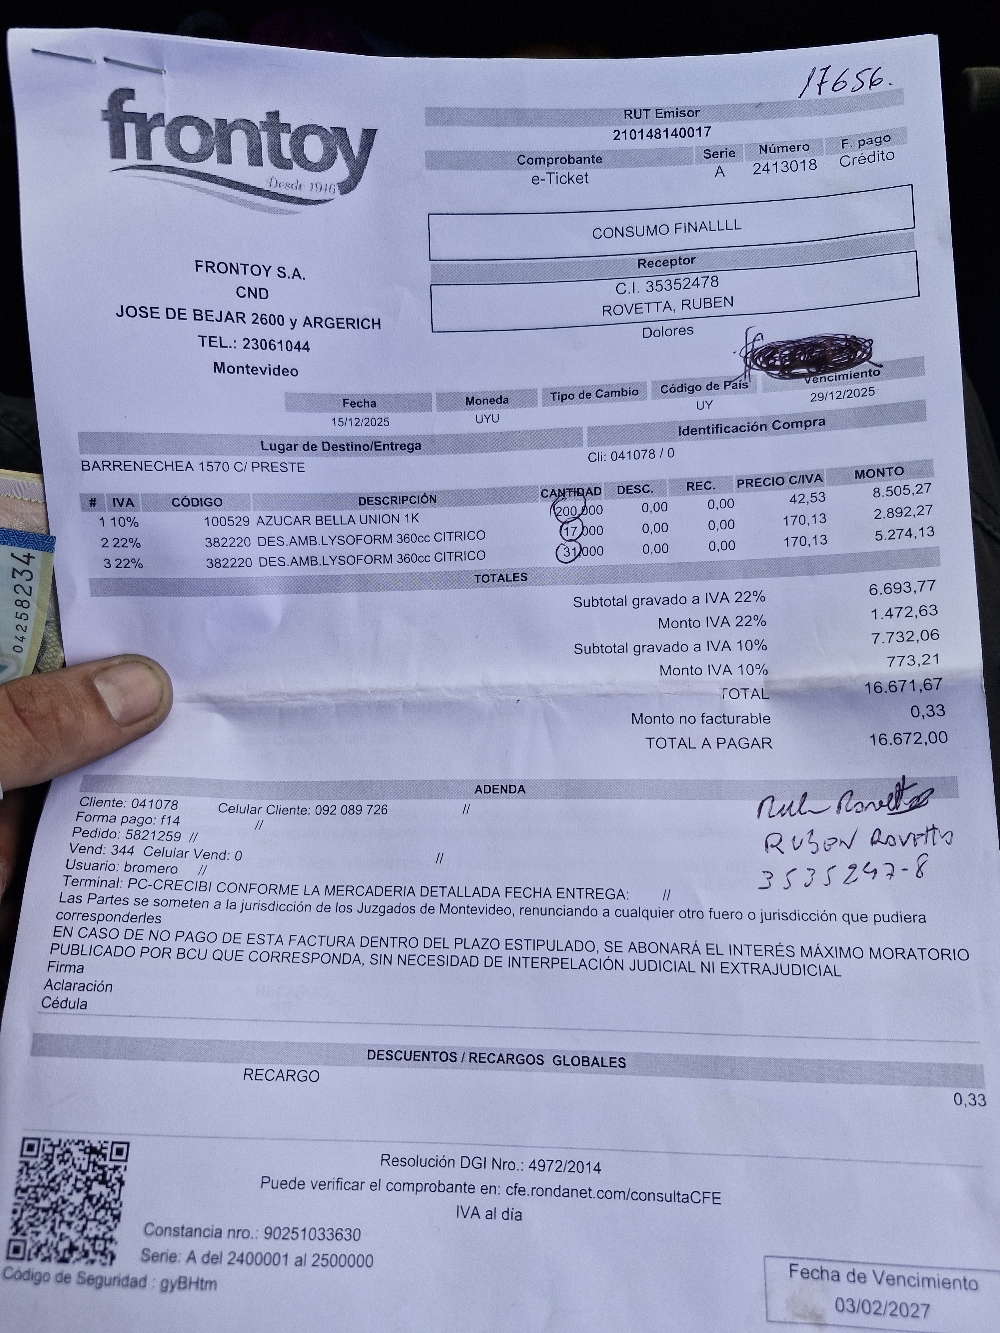 17656.
frontoy
Desde 1946
RUT Emisor
210148140017
Comprobante Serie Número F. pago
e-Ticket A 2413018 Crédito
CONSUMO FINALLLL
Receptor
C.I. 35352478
ROVETTA, RUBEN
Dolores
FRONTOY S.A.
CND
JOSE DE BEJAR 2600 y ARGERICH
TEL.: 23061044
Montevideo
Fecha Moneda Tipo de Cambio Código de País Vencimiento
15/12/2025 UYU UY 29/12/2025
Lugar de Destino/Entrega Identificación Compra
BARRENECHEA 1570 C/ PRESTE Cli: 041078 / 0
# IVA CÓDIGO DESCRIPCIÓN CANTIDAD DESC. REC. PRECIO C/IVA MONTO
1 10% 100529 AZUCAR BELLA UNION 1K 200,000 0,00 0,00 42,53 8.505,27
2 22% 382220 DES.AMB.LYSOFORM 360cc CITRICO 17,000 0,00 0,00 170,13 2.892,27
3 22% 382220 DES.AMB.LYSOFORM 360cc CITRICO 31,000 0,00 0,00 170,13 5.274,13
TOTALES
Subtotal gravado a IVA 22% 6.693,77
Monto IVA 22% 1.472,63
Subtotal gravado a IVA 10% 7.732,06
Monto IVA 10% 773,21
TOTAL 16.671,67
Monto no facturable 0,33
TOTAL A PAGAR 16.672,00
04258234
ADENDA
Cliente: 041078 Celular Cliente: 092 089 726 //
Forma pago: f14 //
Pedido: 5821259 //
Vend: 344 Celular Vend: 0 //
Usuario: bromero //
Terminal: PC-CRECIBI CONFORME LA MERCADERIA DETALLADA FECHA ENTREGA: //
Las Partes se someten a la jurisdicción de los Juzgados de Montevideo, renunciando a cualquier otro fuero o jurisdicción que pudiera
corresponderles
EN CASO DE NO PAGO DE ESTA FACTURA DENTRO DEL PLAZO ESTIPULADO, SE ABONARÁ EL INTERÉS MÁXIMO MORATORIO
PUBLICADO POR BCU QUE CORRESPONDA, SIN NECESIDAD DE INTERPELACIÓN JUDICIAL NI EXTRAJUDICIAL
Firma
Aclaración
Cédula
RUBEN ROVETTA
3535247-8
DESCUENTOS / RECARGOS GLOBALES
RECARGO 0,33
Resolución DGI Nro.: 4972/2014
Puede verificar el comprobante en: cfe.rondanet.com/consultaCFE
IVA al día
Constancia nro.: 90251033630
Serie: A del 2400001 al 2500000
Código de Seguridad : gyBHtm
Fecha de Vencimiento
03/02/2027